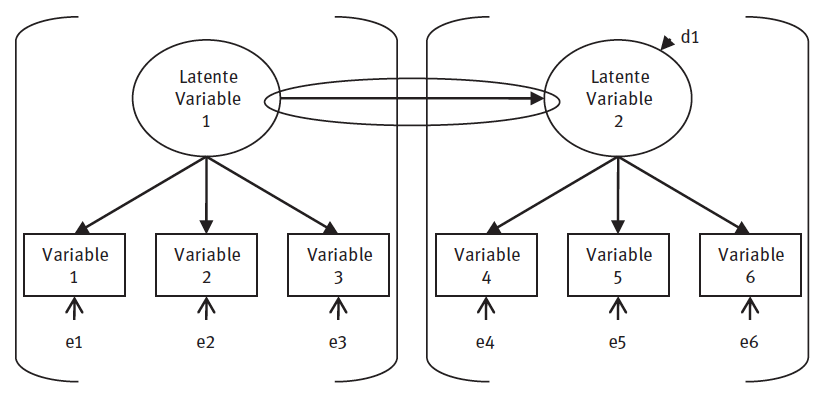 d1
Latente
Variable
1
Latente
Variable
2
Variable
1
Variable
2
Variable
3
Variable
4
Variable
5
Variable
6
e1
e2
e3
e4
e5
e6